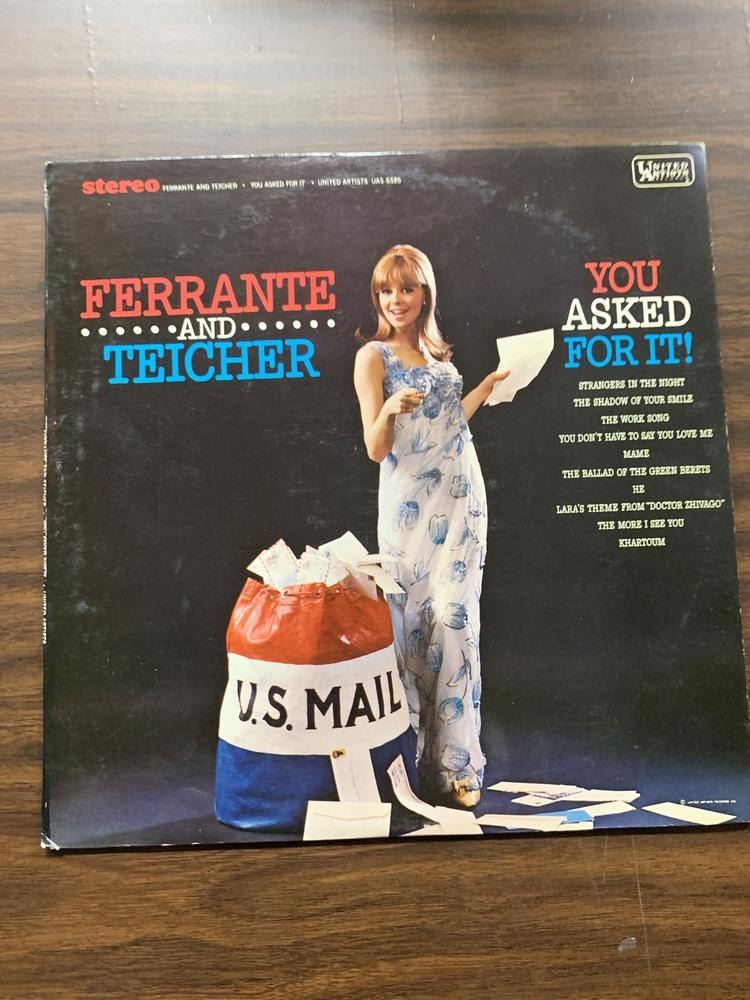 stereo FERRANTE AND TEICHER • YOU ASKED FOR IT • UNITED ARTISTS UAS 6526
UNITED
ARTISTS
FERRANTE
AND
TEICHER
YOU
ASKED
FOR IT!
STRANGERS IN THE NIGHT
THE SHADOW OF YOUR SMILE
THE WORK SONG
YOU DON'T HAVE TO SAY YOU LOVE ME
MAME
THE BALLAD OF THE GREEN BERETS
HE
LARA'S THEME FROM "DOCTOR ZHIVAGO"
THE MORE I SEE YOU
KHARTOUM
U.S. MAIL